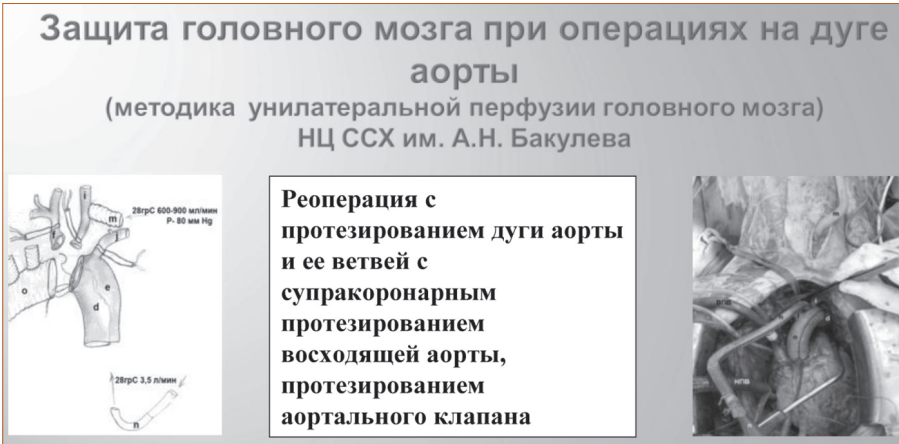 Защита головного мозга при операциях на дуге
аорты
(методика унилатеральной перфузии головного мозга)
НЦ ССХ им. А.Н. Бакулева
28грС 600-900 мл/мин
Р- 80 мм Hg
m
i
o
e
d
28грС 3,5 л/мин
n
Реоперация с
протезированием дуги аорты
и ее ветвей с
супракоронарным
протезированием
восходящей аорты,
протезированием
аортального клапана
m
ВПВ
d
НПВ